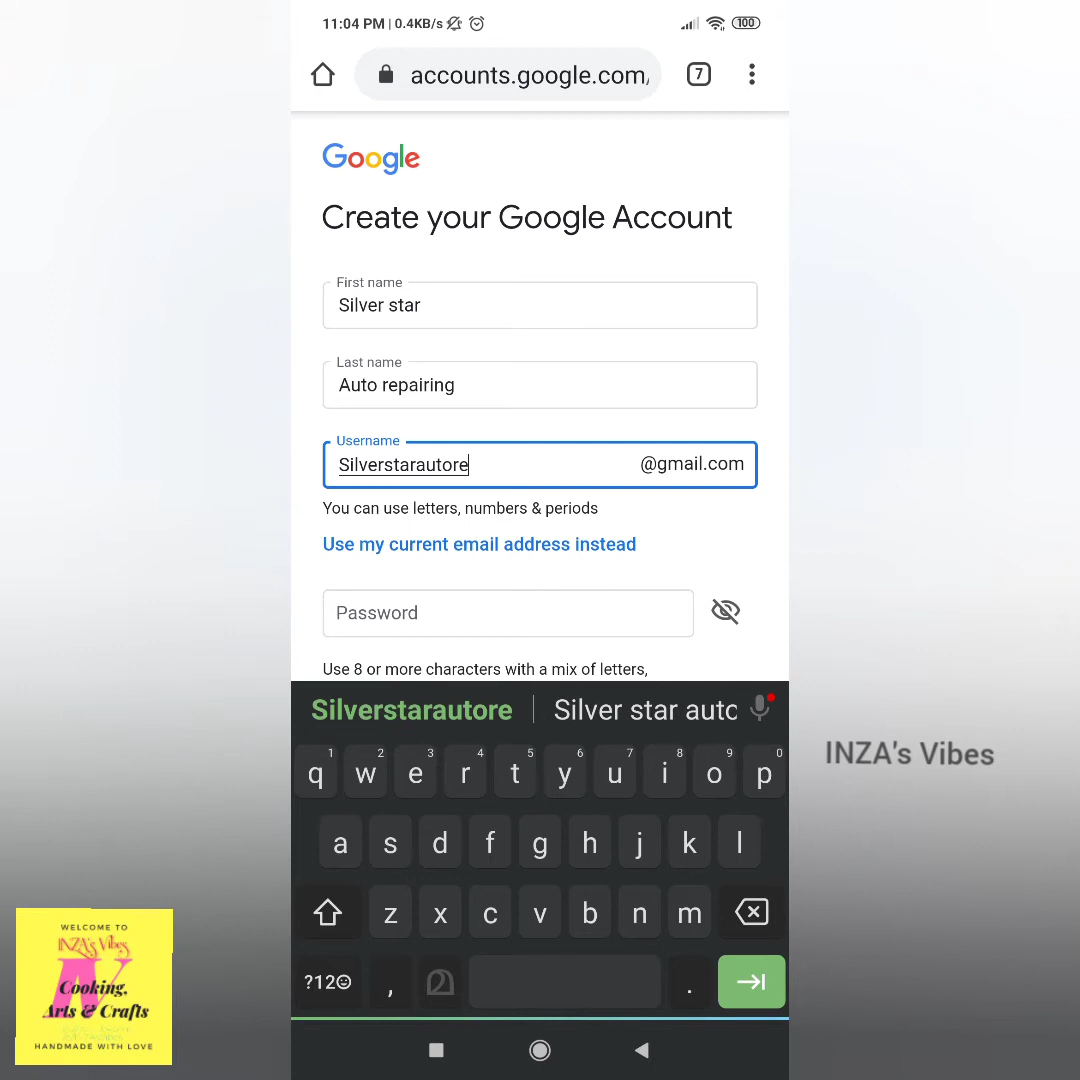 11:04 PM | 0.4KB/s 100
accounts.google.com/ 7
Google
Create your Google Account
First name
Silver star
Last name
Auto repairing
Username
Silverstarautore @gmail.com
You can use letters, numbers & periods
Use my current email address instead
Password
Use 8 or more characters with a mix of letters,
Silverstarautore Silver star auto
1 2 3 4 5 6 7 8 9 0
q w e r t y u i o p
a s d f g h j k l
z x c v b n m
?12☺ , മ .
INZA's Vibes
WELCOME TO
INZA's Vibes
Cooking,
Arts & Crafts
HANDMADE WITH LOVE